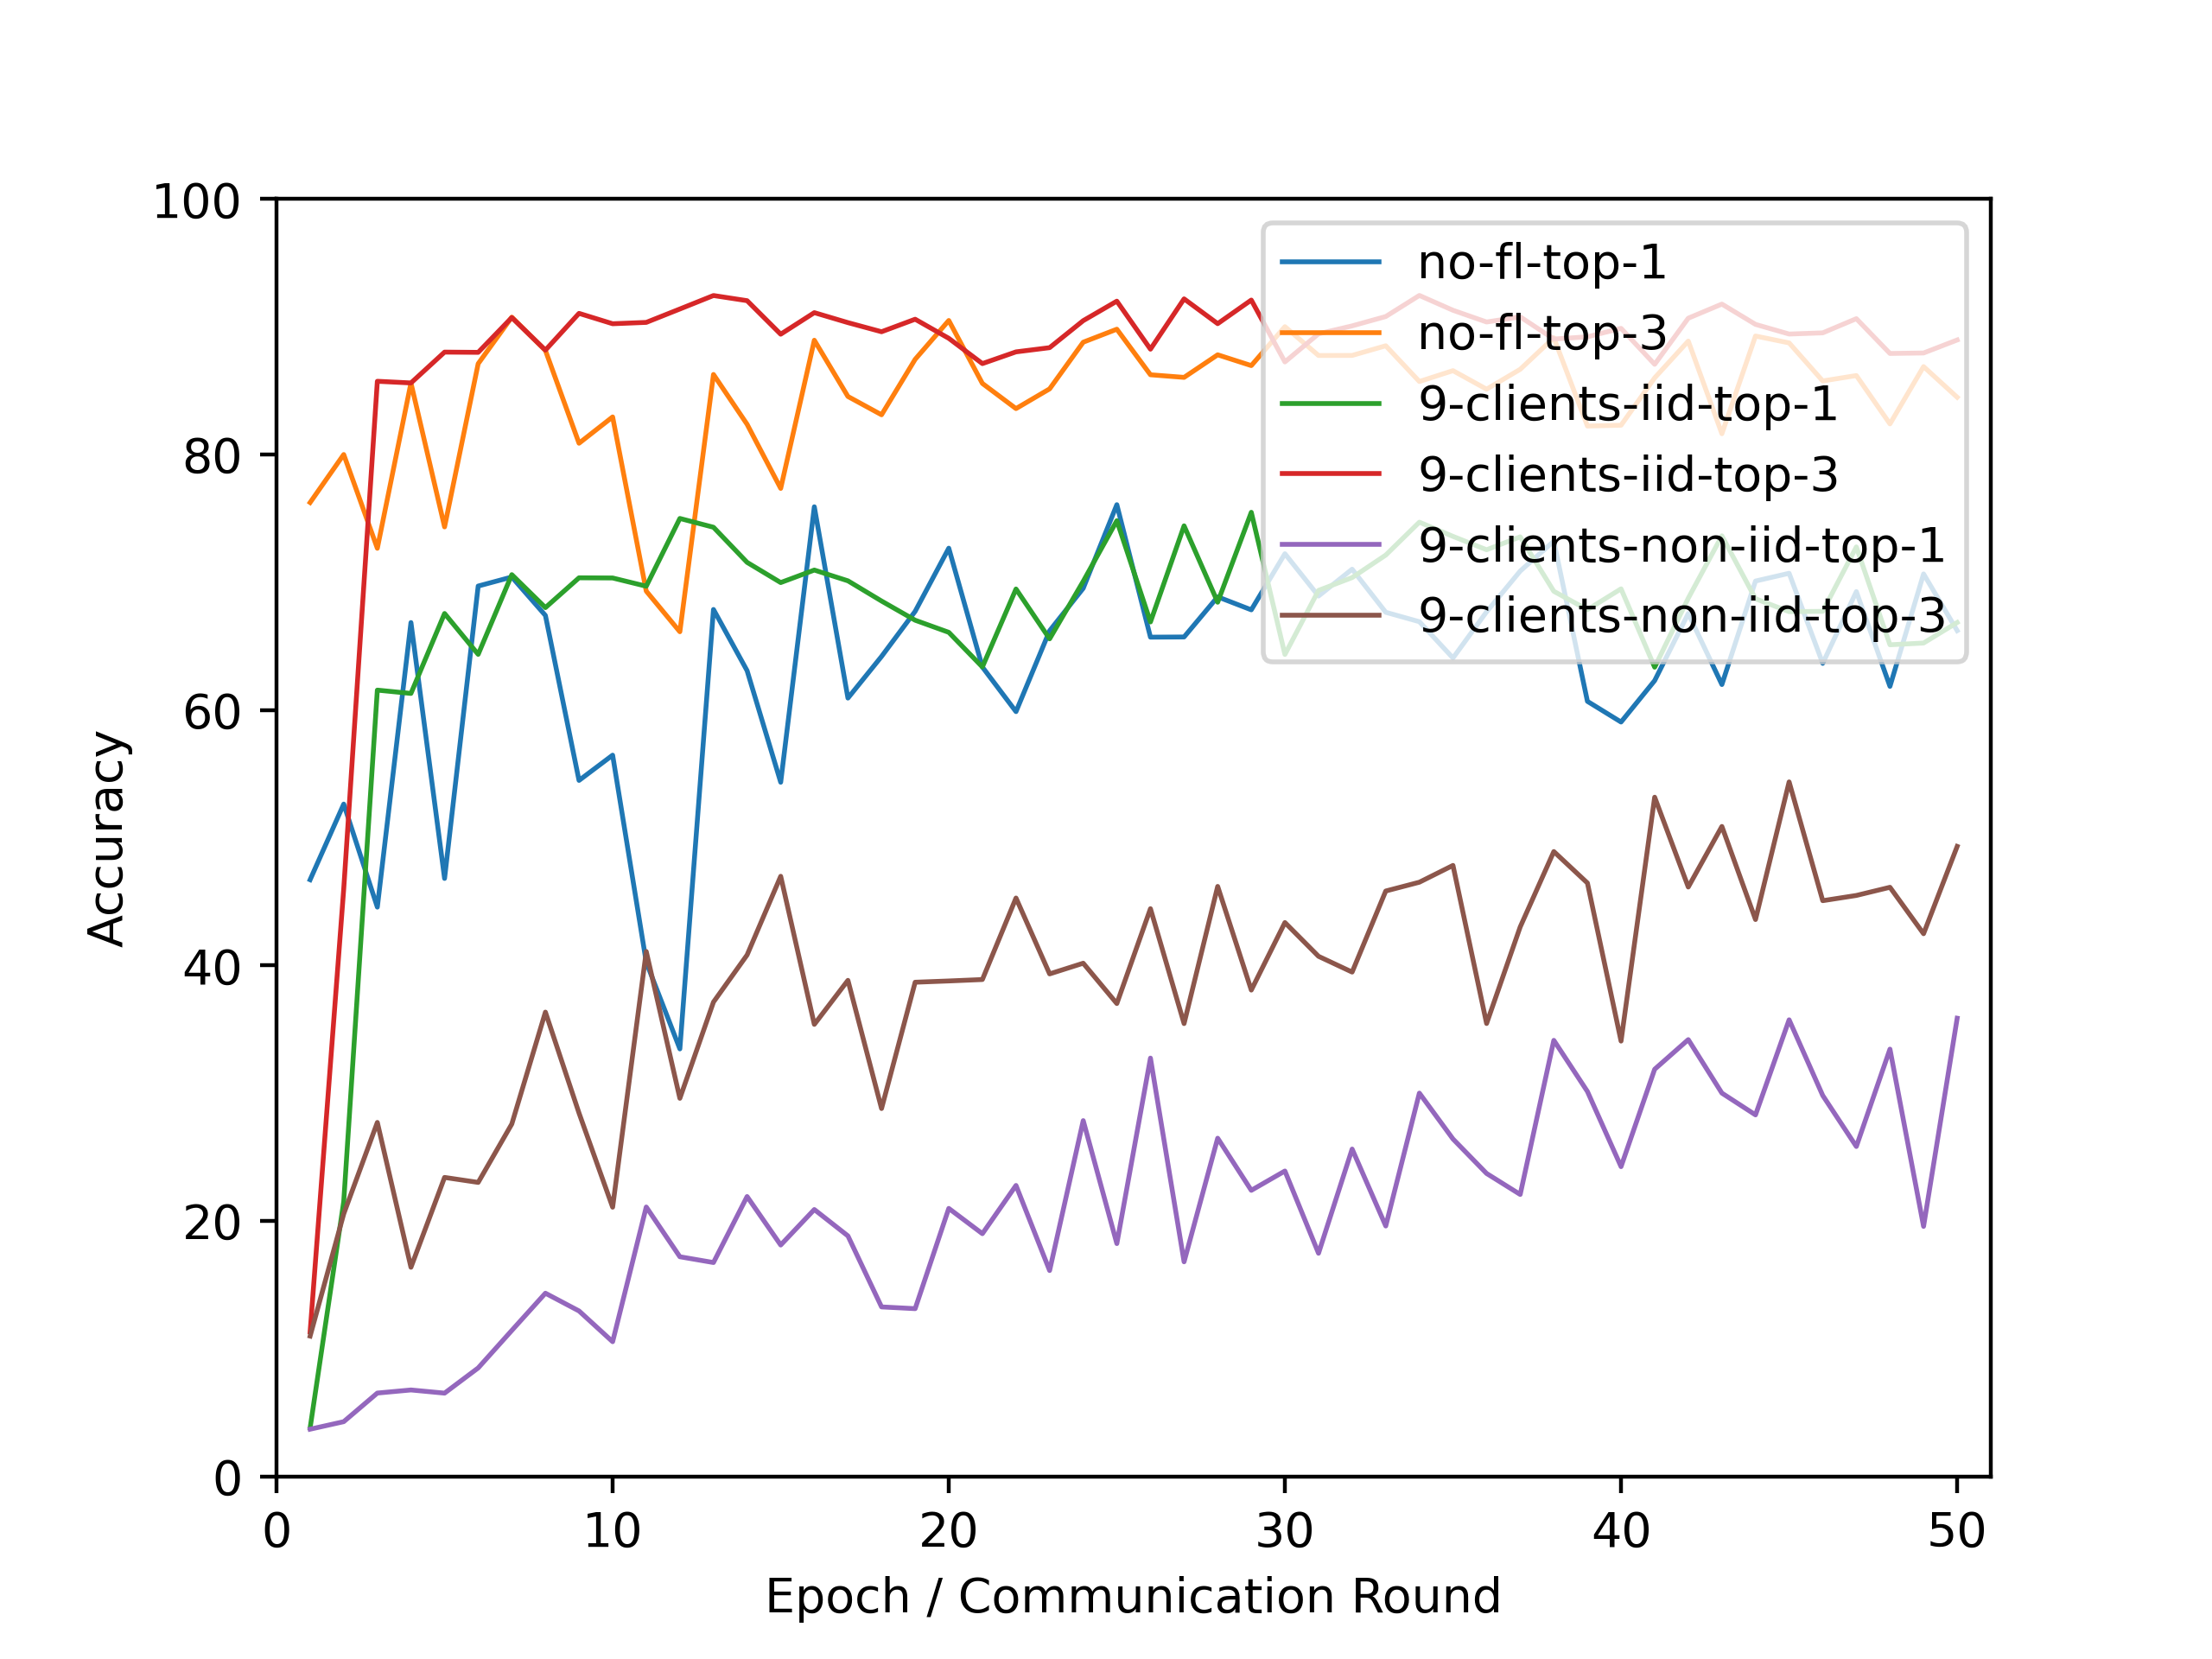 100
80
60
40
20
0
Accuracy
no-fl-top-1
no-fl-top-3
9-clients-iid-top-1
9-clients-iid-top-3
9-clients-non-iid-top-1
9-clients-non-iid-top-3
0 10 20 30 40 50
Epoch / Communication Round